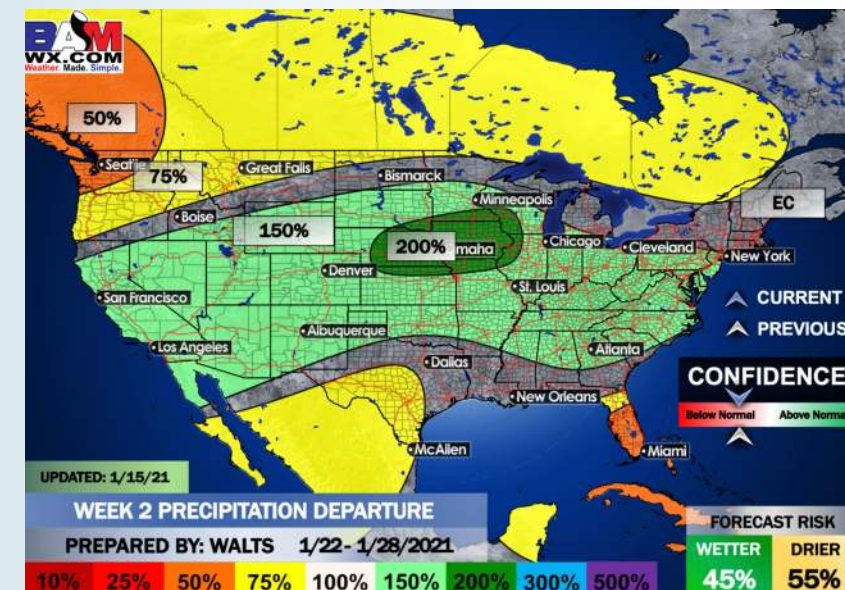 BAM
WX.COM
Weather. Made. Simple.
50%
Seattle
75%
Great Falls
Bismarck
Minneapolis
Boise
EC
150%
200%
maha
Chicago
Cleveland
New York
Denver
St. Louis
San Francisco
CURRENT
PREVIOUS
Albuquerque
Los Angeles
Dallas
Atlanta
CONFIDENCE
New Orleans
Below Normal
Above Norma
McAllen
Miami
UPDATED: 1/15/21
WEEK 2 PRECIPITATION DEPARTURE
PREPARED BY: WALTS 1/22 - 1/28/2021
FORECAST RISK
WETTER DRIER
45% 55%
10% 25% 50% 75% 100% 150% 200% 300% 500%